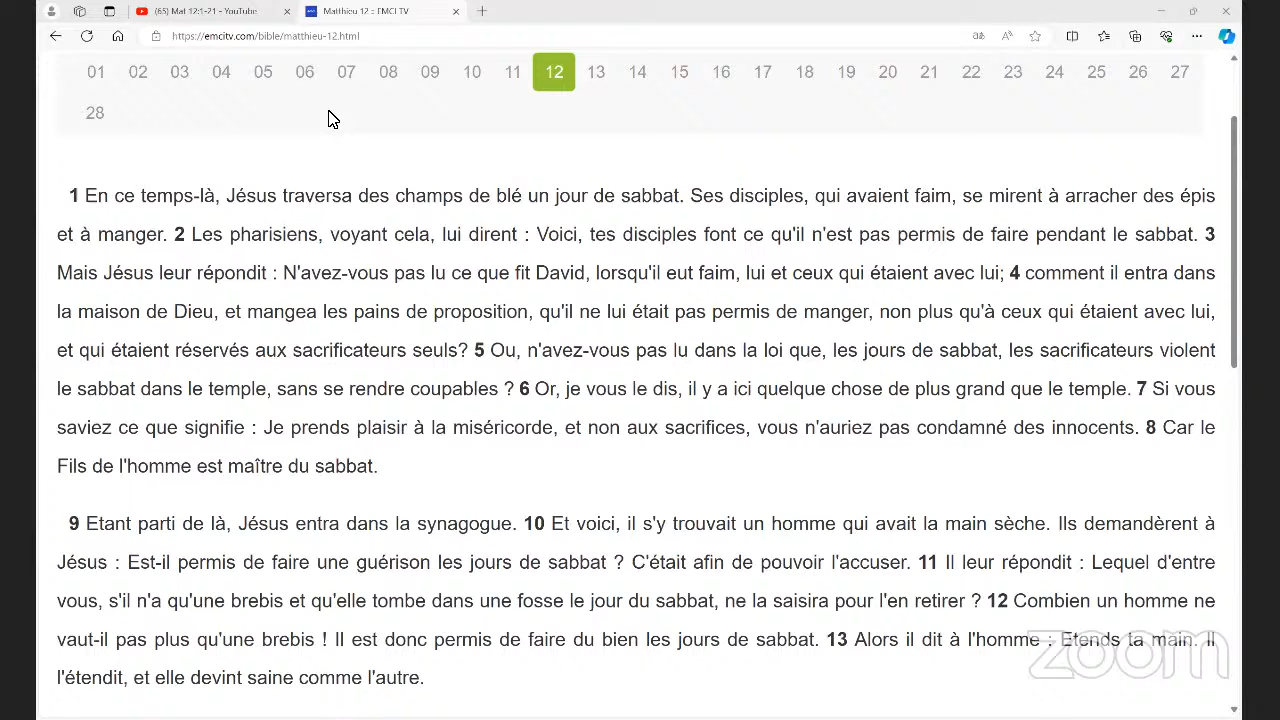 (65) Mat 12:1-21 - YouTube
Matthieu 12 :: EMCI TV
https://emcitv.com/bible/matthieu-12.html
01 02 03 04 05 06 07 08 09 10 11 12 13 14 15 16 17 18 19 20 21 22 23 24 25 26 27
28
1 En ce temps-là, Jésus traversa des champs de blé un jour de sabbat. Ses disciples, qui avaient faim, se mirent à arracher des épis
et à manger. 2 Les pharisiens, voyant cela, lui dirent : Voici, tes disciples font ce qu'il n'est pas permis de faire pendant le sabbat. 3
Mais Jésus leur répondit : N'avez-vous pas lu ce que fit David, lorsqu'il eut faim, lui et ceux qui étaient avec lui; 4 comment il entra dans
la maison de Dieu, et mangea les pains de proposition, qu'il ne lui était pas permis de manger, non plus qu'à ceux qui étaient avec lui,
et qui étaient réservés aux sacrificateurs seuls? 5 Ou, n'avez-vous pas lu dans la loi que, les jours de sabbat, les sacrificateurs violent
le sabbat dans le temple, sans se rendre coupables ? 6 Or, je vous le dis, il y a ici quelque chose de plus grand que le temple. 7 Si vous
saviez ce que signifie : Je prends plaisir à la miséricorde, et non aux sacrifices, vous n'auriez pas condamné des innocents. 8 Car le
Fils de l'homme est maître du sabbat.
9 Etant parti de là, Jésus entra dans la synagogue. 10 Et voici, il s'y trouvait un homme qui avait la main sèche. Ils demandèrent à
Jésus : Est-il permis de faire une guérison les jours de sabbat ? C'était afin de pouvoir l'accuser. 11 Il leur répondit : Lequel d'entre
vous, s'il n'a qu'une brebis et qu'elle tombe dans une fosse le jour du sabbat, ne la saisira pour l'en retirer ? 12 Combien un homme ne
vaut-il pas plus qu'une brebis ! Il est donc permis de faire du bien les jours de sabbat. 13 Alors il dit à l'homme : Etends ta main. Il
l'étendit, et elle devint saine comme l'autre.
zoom